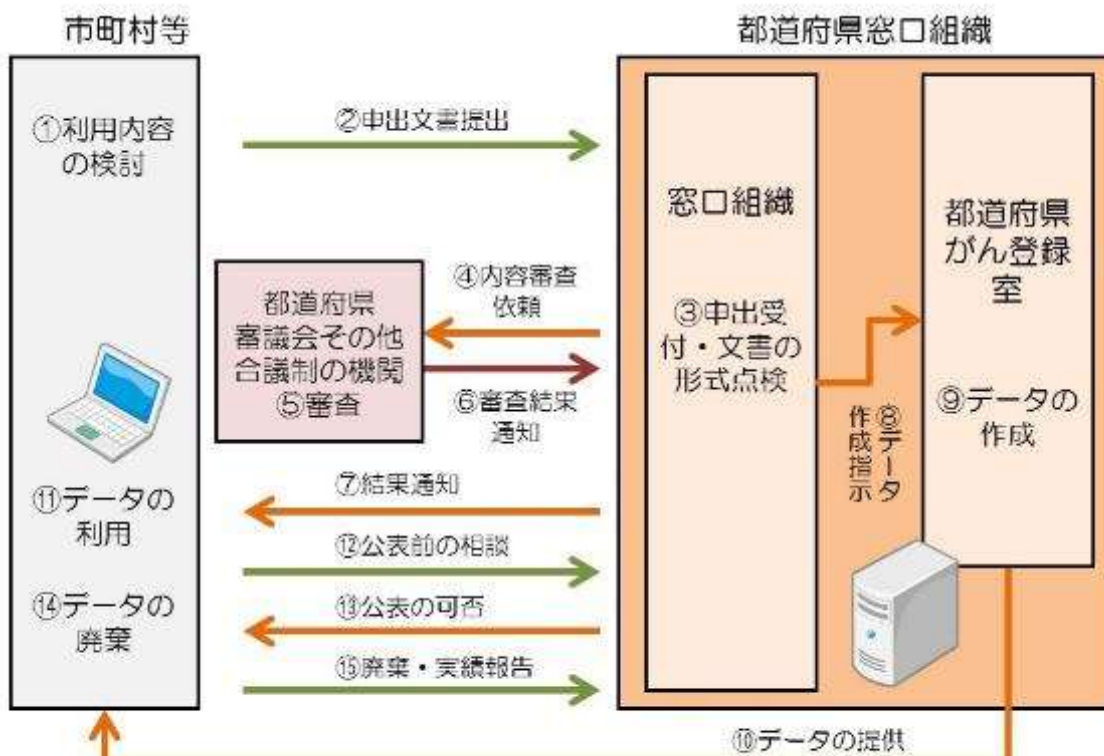 市町村等
都道府県窓口組織
①利用内容
の検討
②申出文書提出
窓口組織
③申出受
付・文書の
形式点検
都道府県
がん登録
室
④内容審査
依頼
都道府県
審議会その他
合議制の機関
⑤審査
⑥審査結果
通知
⑦結果通知
⑧データ
作成指示
⑨データの
作成
⑩データの提供
⑪データの
利用
⑫公表前の相談
⑬公表の可否
⑭データの
廃棄
⑮廃棄・実績報告